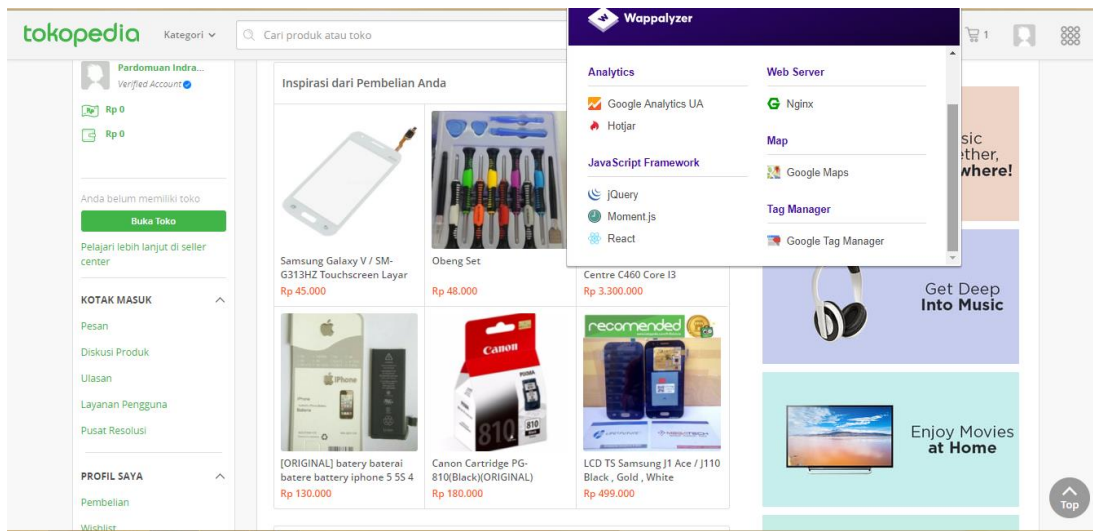 tokopedia
Kategori
Cari produk atau toko
1
Wappalyzer
Analytics
Google Analytics UA
Hotjar
JavaScript Framework
jQuery
Moment.js
React
Web Server
Nginx
Map
Google Maps
Tag Manager
Google Tag Manager
Pardomuan Indra...
Verified Account
Rp 0
Rp 0
Anda belum memiliki toko
Buka Toko
Pelajari lebih lanjut di seller
center
KOTAK MASUK
Pesan
Diskusi Produk
Ulasan
Layanan Pengguna
Pusat Resolusi
PROFIL SAYA
Pembelian
Wishlist
Inspirasi dari Pembelian Anda
Samsung Galaxy V / SM-
G313HZ Touchscreen Layar
Rp 45.000
Obeng Set
Rp 48.000
Centre C460 Core I3
Rp 3.300.000
iPhone
[ORIGINAL] batery baterai
batere battery iphone 5 5S 4
Rp 130.000
Canon
PIXMA
810
810
Canon Cartridge PG-
810(Black)(ORIGINAL)
Rp 180.000
recomended
LCD TS Samsung J1 Ace / J110
Black , Gold , White
Rp 499.000
sic
ether,
where!
Get Deep
Into Music
Enjoy Movies
at Home
Top